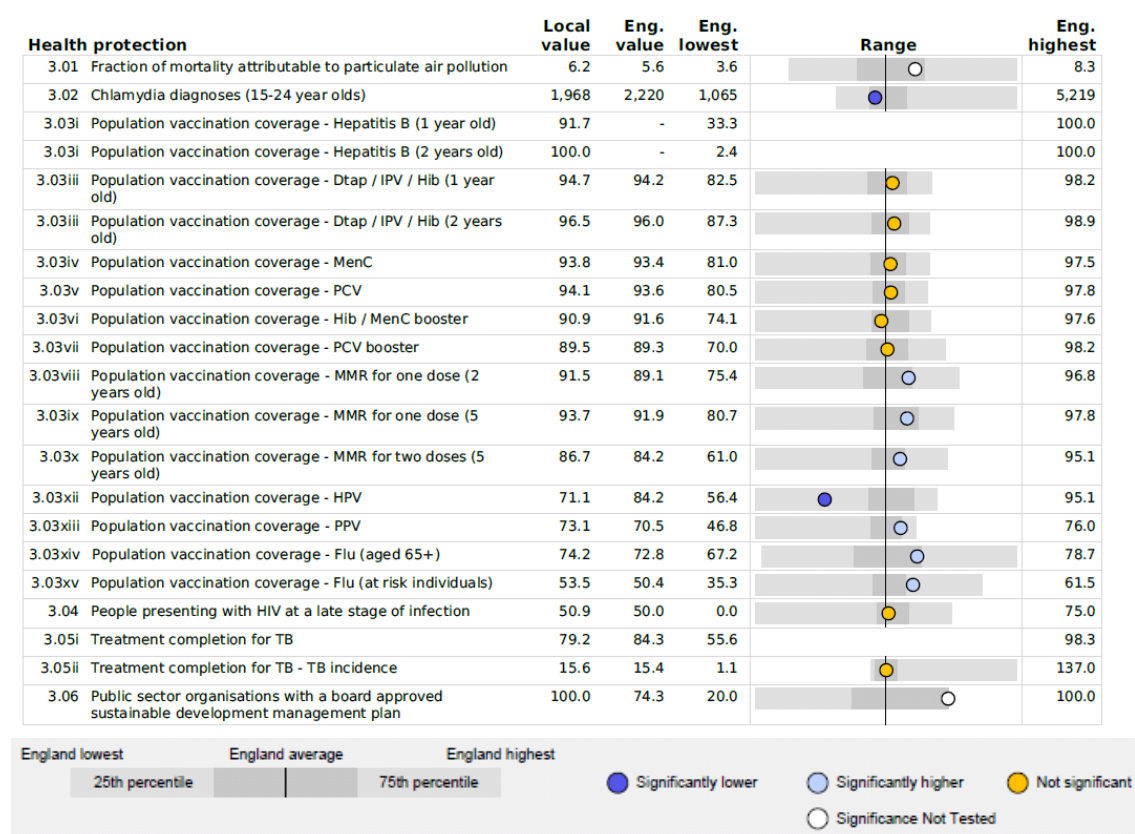 Health protection Local value Eng. value Eng. lowest Range Eng. highest
3.01 Fraction of mortality attributable to particulate air pollution 6.2 5.6 3.6 8.3
3.02 Chlamydia diagnoses (15-24 year olds) 1,968 2,220 1,065 5,219
3.03i Population vaccination coverage - Hepatitis B (1 year old) 91.7 - 33.3 100.0
3.03i Population vaccination coverage - Hepatitis B (2 years old) 100.0 - 2.4 100.0
3.03iii Population vaccination coverage - Dtap / IPV / Hib (1 year 94.7 94.2 82.5 98.2
old)
3.03iii Population vaccination coverage - Dtap / IPV / Hib (2 years 96.5 96.0 87.3 98.9
old)
3.03iv Population vaccination coverage - MenC 93.8 93.4 81.0 97.5
3.03v Population vaccination coverage - PCV 94.1 93.6 80.5 97.8
3.03vi Population vaccination coverage - Hib / MenC booster 90.9 91.6 74.1 97.6
3.03vii Population vaccination coverage - PCV booster 89.5 89.3 70.0 98.2
3.03viii Population vaccination coverage - MMR for one dose (2 91.5 89.1 75.4 96.8
years old)
3.03ix Population vaccination coverage - MMR for one dose (5 93.7 91.9 80.7 97.8
years old)
3.03x Population vaccination coverage - MMR for two doses (5 86.7 84.2 61.0 95.1
years old)
3.03xii Population vaccination coverage - HPV 71.1 84.2 56.4 95.1
3.03xiii Population vaccination coverage - PPV 73.1 70.5 46.8 76.0
3.03xiv Population vaccination coverage - Flu (aged 65+) 74.2 72.8 67.2 78.7
3.03xv Population vaccination coverage - Flu (at risk individuals) 53.5 50.4 35.3 61.5
3.04 People presenting with HIV at a late stage of infection 50.9 50.0 0.0 75.0
3.05i Treatment completion for TB 79.2 84.3 55.6 98.3
3.05ii Treatment completion for TB - TB incidence 15.6 15.4 1.1 137.0
3.06 Public sector organisations with a board approved 100.0 74.3 20.0 100.0
sustainable development management plan
England lowest England average England highest
25th percentile 75th percentile Significantly lower Significantly higher Not significant
Significance Not Tested